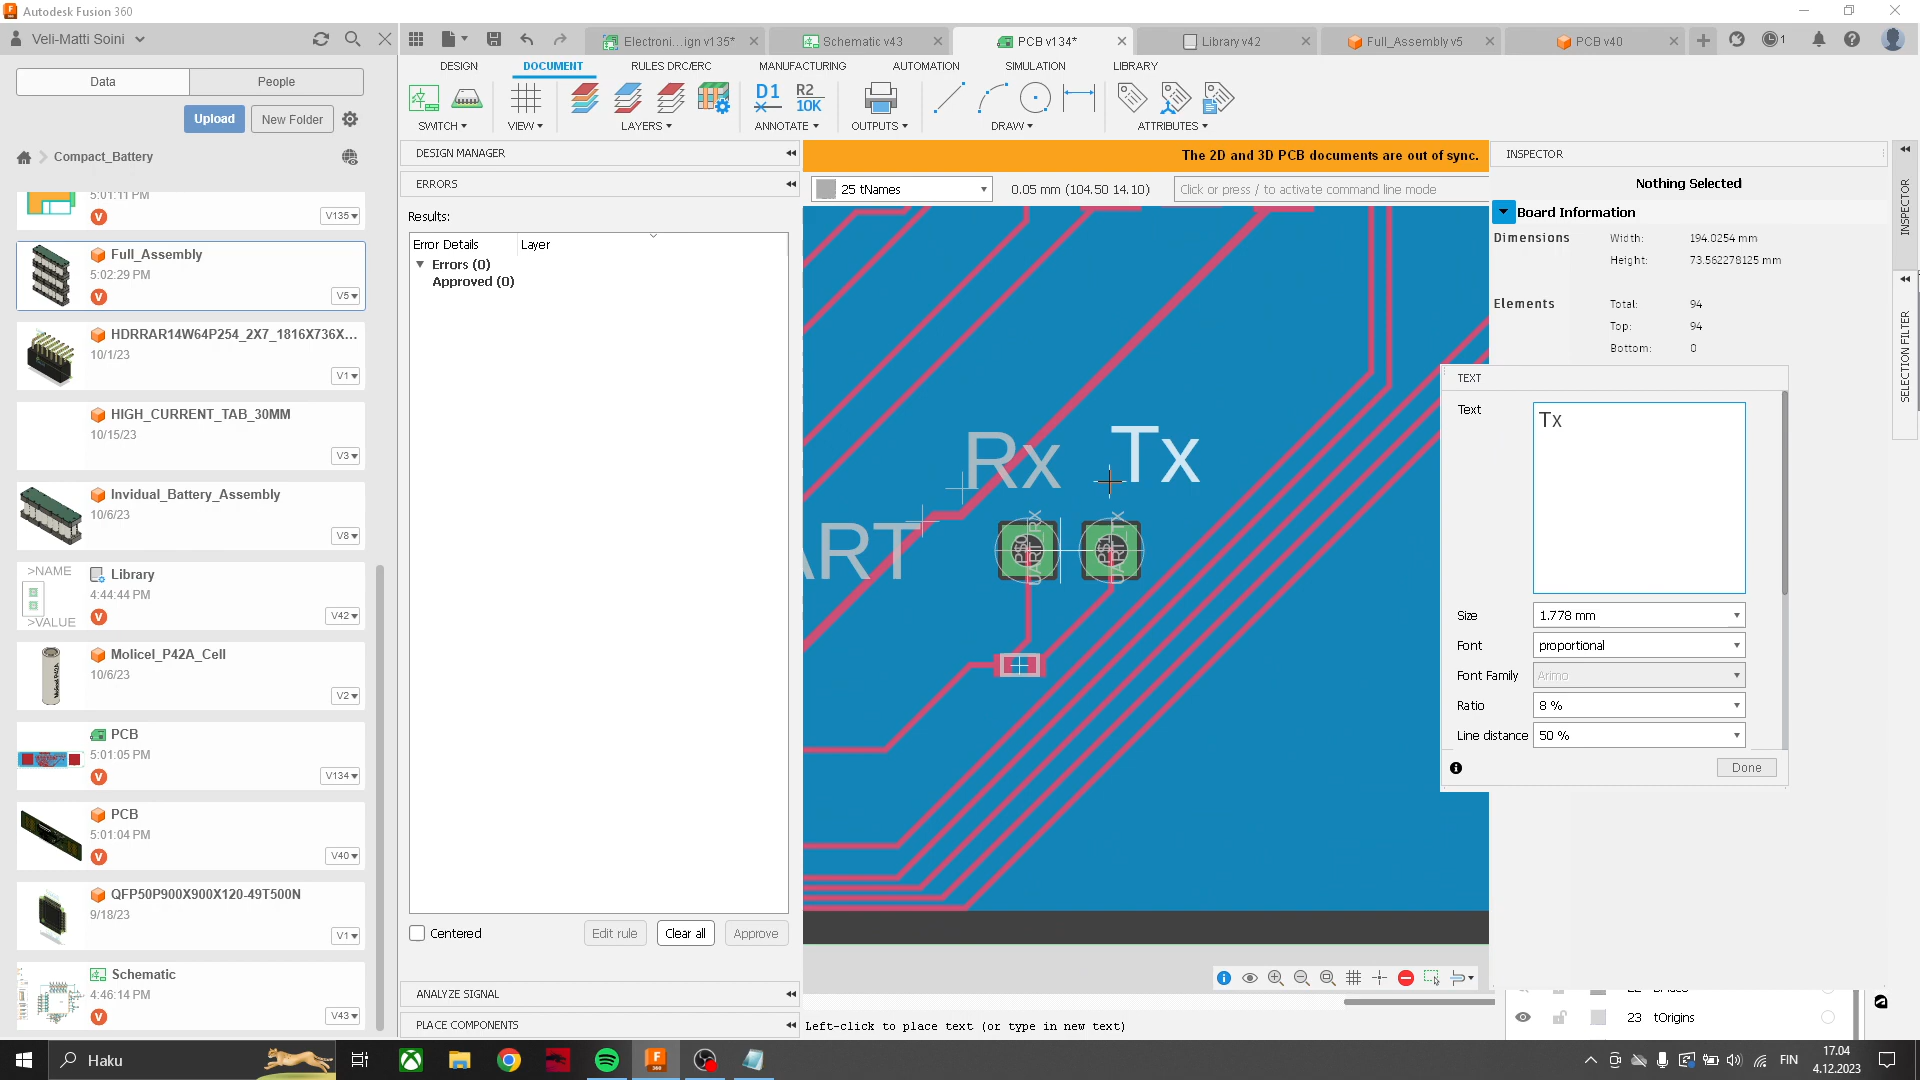 Autodesk Fusion 360
Veli-Matti Soini
Electroni...ign v135*
Schematic v43
PCB v134*
Library v42
Full_Assembly v5
PCB v40
1
DESIGN
DOCUMENT
RULES DRC/ERC
MANUFACTURING
AUTOMATION
SIMULATION
LIBRARY
Data
People
Upload
New Folder
D1
R2
10K
SWITCH
VIEW
LAYERS
ANNOTATE
OUTPUTS
DRAW
ATTRIBUTES
Compact_Battery
5:01:11 PM
V135
Full_Assembly
5:02:29 PM
V5
HDRRAR14W64P254_2X7_1816X736X...
10/1/23
V1
HIGH_CURRENT_TAB_30MM
10/15/23
V3
Invidual_Battery_Assembly
10/6/23
V8
>NAME
>VALUE
Library
4:44:44 PM
V42
Molicel_P42A_Cell
10/6/23
V2
PCB
5:01:05 PM
V134
PCB
5:01:04 PM
V40
QFP50P900X900X120-49T500N
9/18/23
V1
Schematic
4:46:14 PM
V43
DESIGN MANAGER
ERRORS
Results:
Error Details
Layer
Errors (0)
Approved (0)
Centered
Edit rule
Clear all
Approve
ANALYZE SIGNAL
PLACE COMPONENTS
The 2D and 3D PCB documents are out of sync.
25 tNames
0.05 mm (104.50 14.10)
Click or press / to activate command line mode
Rx
Tx
ART
UART_RX
UART_TX
Left-click to place text (or type in new text)
INSPECTOR
Nothing Selected
Board Information
Dimensions
Width: 194.0254 mm
Height: 73.562278125 mm
Elements
Total: 94
Top: 94
Bottom: 0
INSPECTOR
SELECTION FILTER
TEXT
Text
Tx
Size
1.778 mm
Font
proportional
Font Family
Arimo
Ratio
8 %
Line distance
50 %
Done
23 tOrigins
Haku
FIN
17.04
4.12.2023